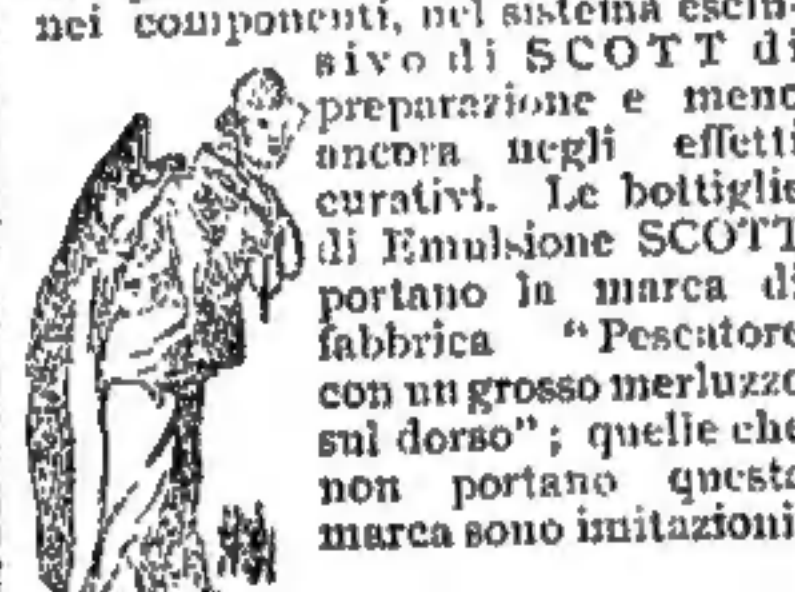 nei componenti, nel sistema esclu-
sivo di SCOTT di
preparazione e meno
ancora negli effetti
curativi. Le bottiglie
di Emulsione SCOTT
portano la marca di
fabbrica “Pescatore
con un grosso merluzzo
sul dorso”; quelle che
non portano questa
marca sono imitazioni